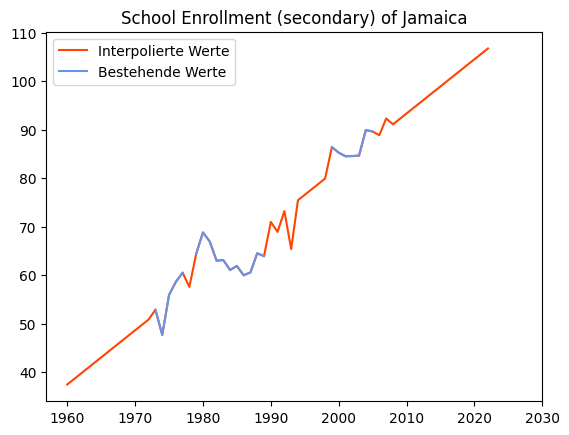 School Enrollment (secondary) of Jamaica
Interpolierte Werte
Bestehende Werte
110
100
90
80
70
60
50
40
1960 1970 1980 1990 2000 2010 2020 2030